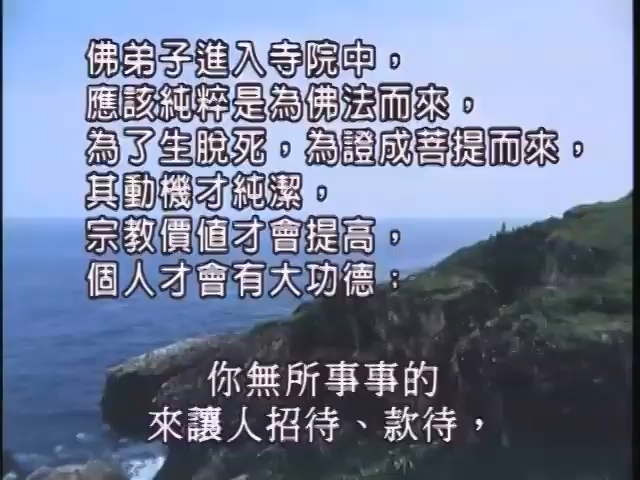 佛弟子進入寺院中，
應該純粹是為佛法而來，
為了生脫死，為證成菩提而來，
其動機才純潔，
宗教價值才會提高，
個人才會有大功德：
你無所事事的
來讓人招待、款待，